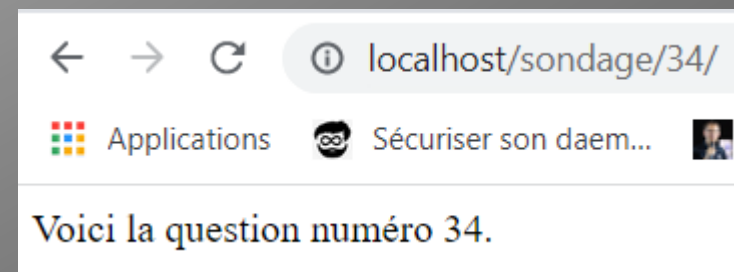 localhost/sondage/34/
Applications Sécuriser son daem...
Voici la question numéro 34.